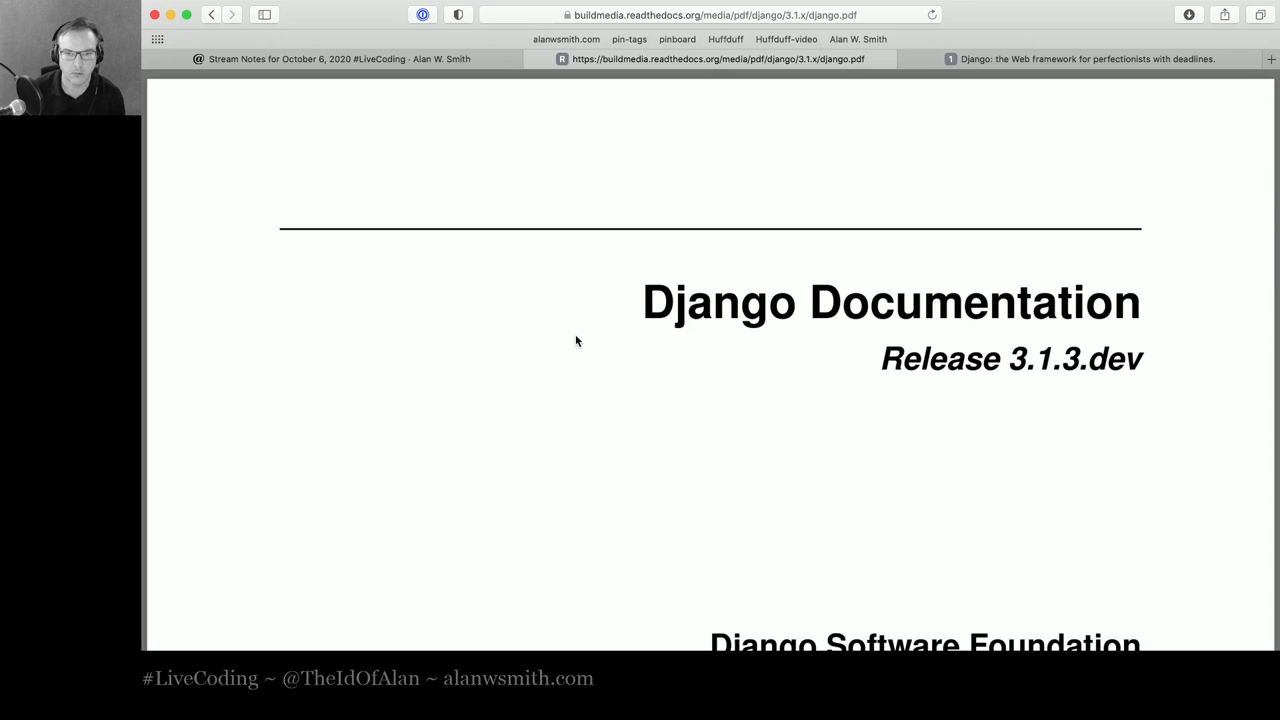 buildmedia.readthedocs.org/media/pdf/django/3.1.x/django.pdf
alanwsmith.com pin-tags pinboard Huffduff Huffduff-video Alan W. Smith
@ Stream Notes for October 6, 2020 #LiveCoding · Alan W. Smith
R https://buildmedia.readthedocs.org/media/pdf/django/3.1.x/django.pdf
1 Django: the Web framework for perfectionists with deadlines.
Django Documentation
Release 3.1.3.dev
Django Software Foundation
#LiveCoding ~ @TheIdOfAlan ~ alanwsmith.com